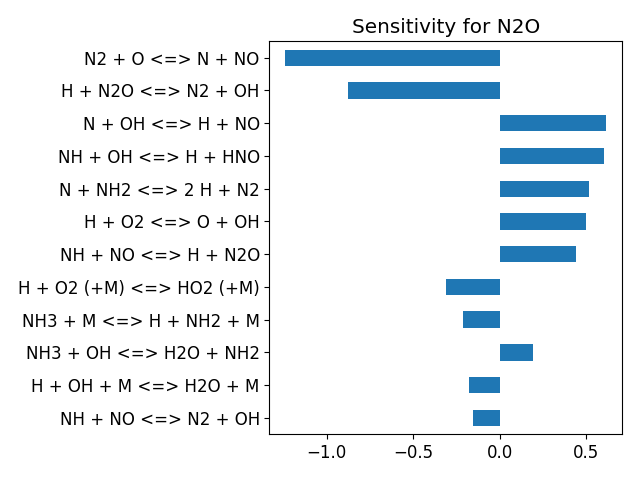 Sensitivity for N2O
N2 + O <=> N + NO
H + N2O <=> N2 + OH
N + OH <=> H + NO
NH + OH <=> H + HNO
N + NH2 <=> 2 H + N2
H + O2 <=> O + OH
NH + NO <=> H + N2O
H + O2 (+M) <=> HO2 (+M)
NH3 + M <=> H + NH2 + M
NH3 + OH <=> H2O + NH2
H + OH + M <=> H2O + M
NH + NO <=> N2 + OH
−1.0 −0.5 0.0 0.5